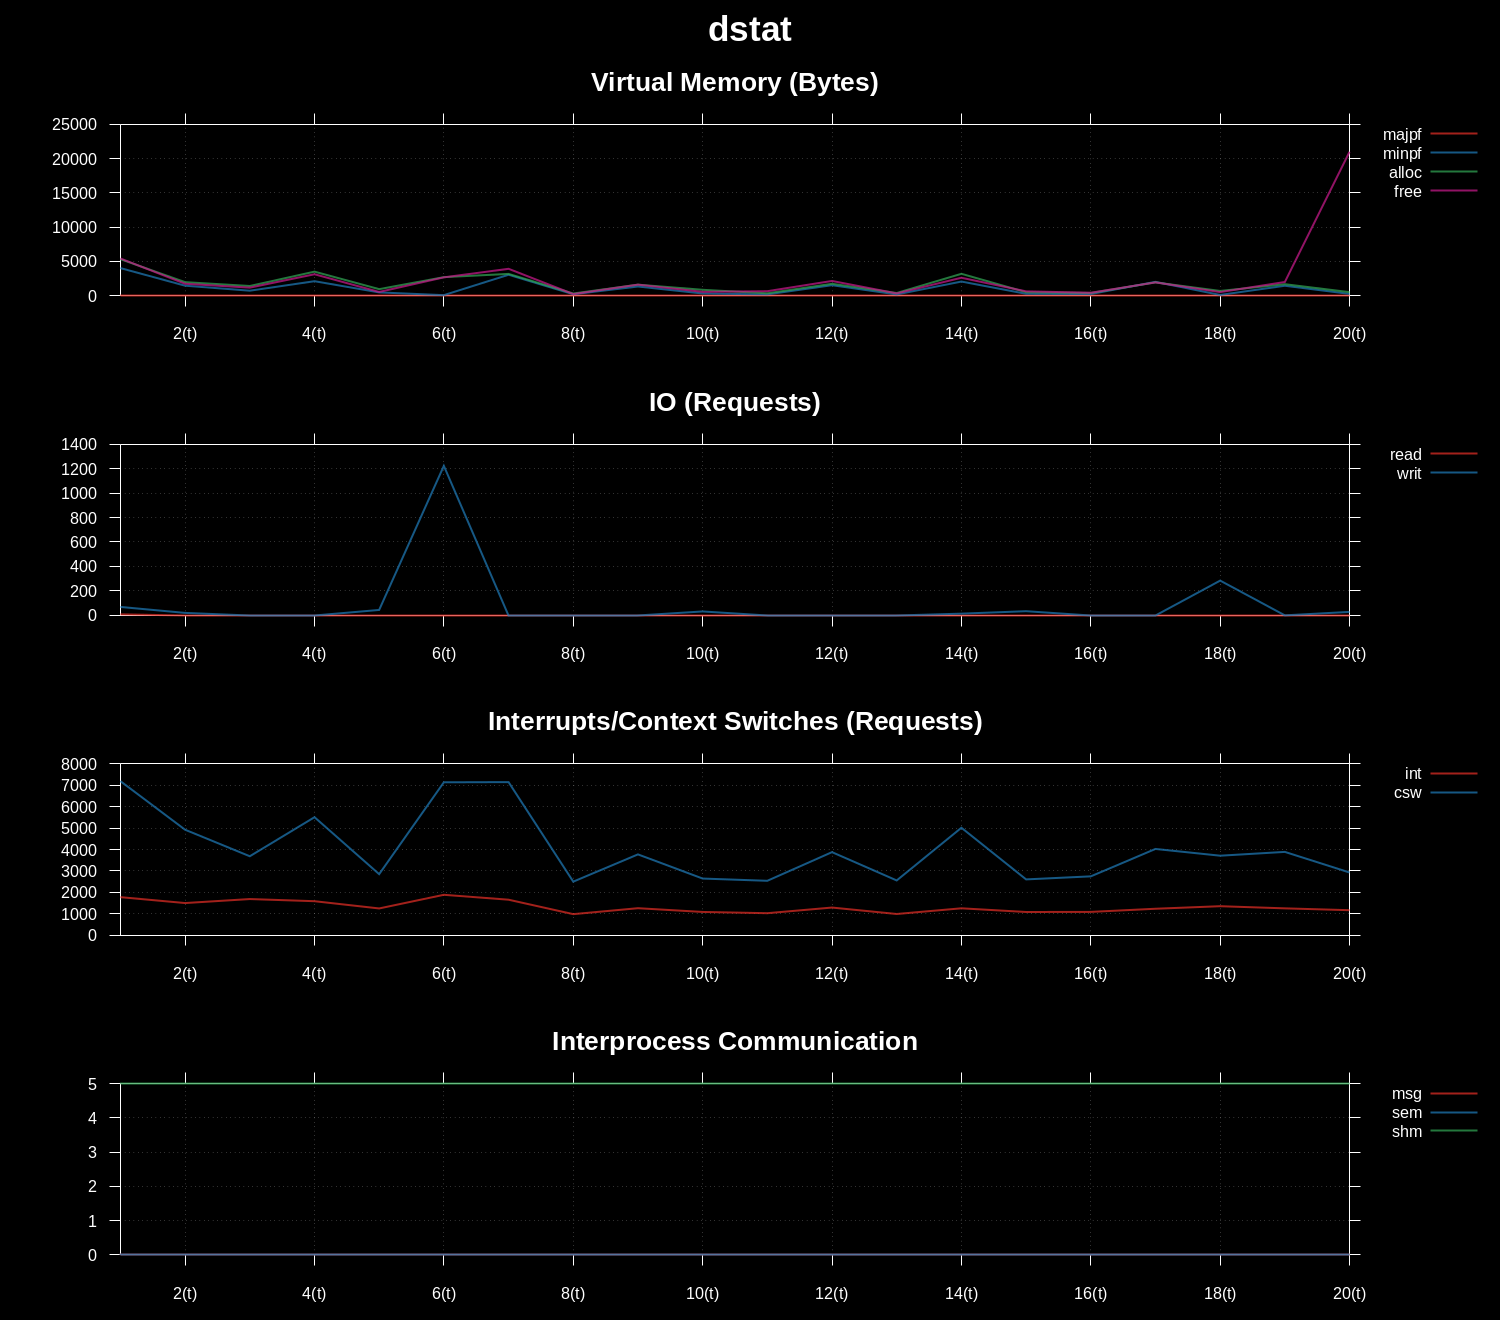 dstat
Virtual Memory (Bytes)
25000
20000
15000
10000
5000
0
2(t) 4(t) 6(t) 8(t) 10(t) 12(t) 14(t) 16(t) 18(t) 20(t)
majpf
minpf
alloc
free
IO (Requests)
1400
1200
1000
800
600
400
200
0
2(t) 4(t) 6(t) 8(t) 10(t) 12(t) 14(t) 16(t) 18(t) 20(t)
read
writ
Interrupts/Context Switches (Requests)
8000
7000
6000
5000
4000
3000
2000
1000
0
2(t) 4(t) 6(t) 8(t) 10(t) 12(t) 14(t) 16(t) 18(t) 20(t)
int
csw
Interprocess Communication
5
4
3
2
1
0
2(t) 4(t) 6(t) 8(t) 10(t) 12(t) 14(t) 16(t) 18(t) 20(t)
msg
sem
shm